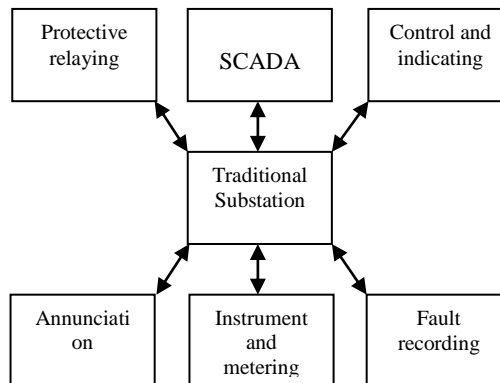 Protective
relaying
SCADA
Control and
indicating
Traditional
Substation
Annunciati
on
Instrument
and
metering
Fault
recording